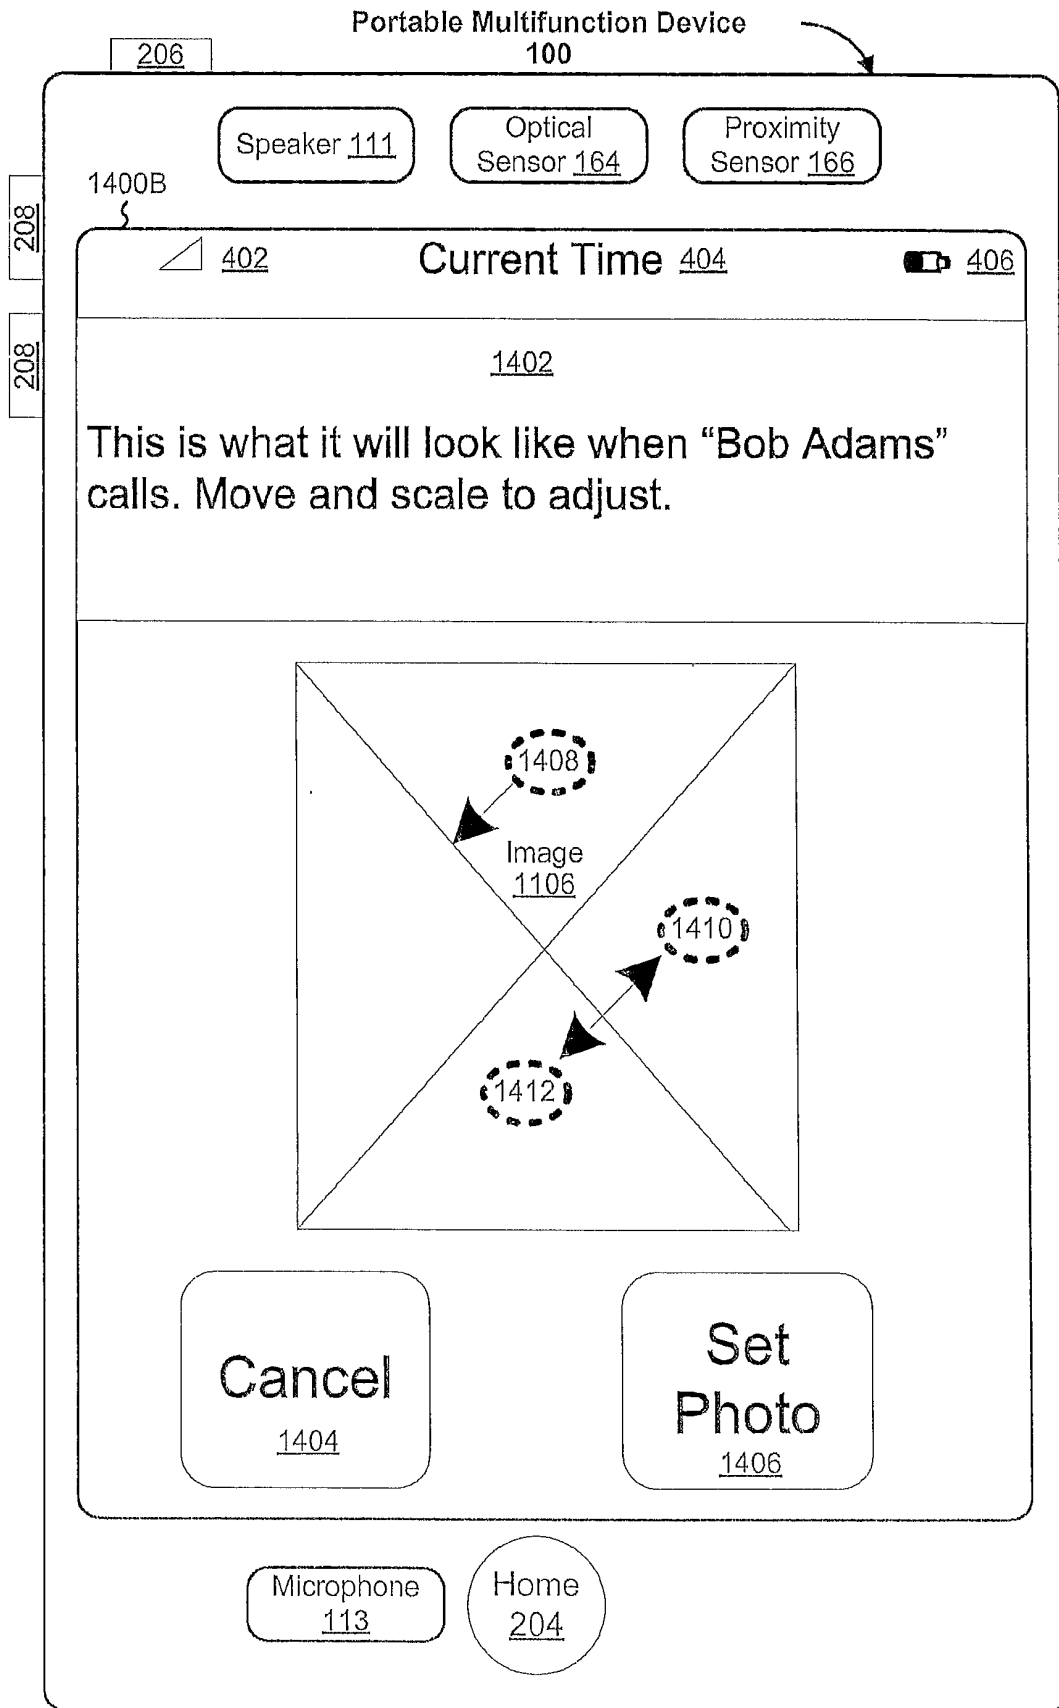 Portable Multifunction Device
100
206
Speaker 111
Optical
Sensor 164
Proximity
Sensor 166
208
1400B
402
Current Time 404
406
208
1402
This is what it will look like when “Bob Adams”
calls. Move and scale to adjust.
1408
Image
1106
1410
1412
Cancel
1404
Set
Photo
1406
Microphone
113
Home
204